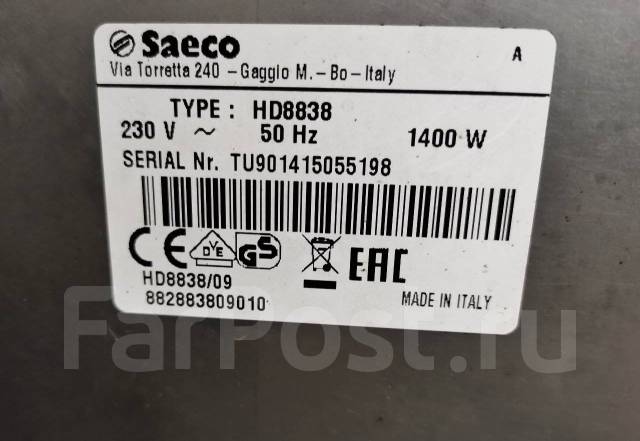 Saeco
A
Via Torretta 240 - Gaggio M. - Bo - Italy
TYPE : HD8838
230 V ~ 50 Hz 1400 W
SERIAL Nr. TU901415055198
CE DVE GS EAC
HD8838/09
882883809010
MADE IN ITALY
FarPost.ru